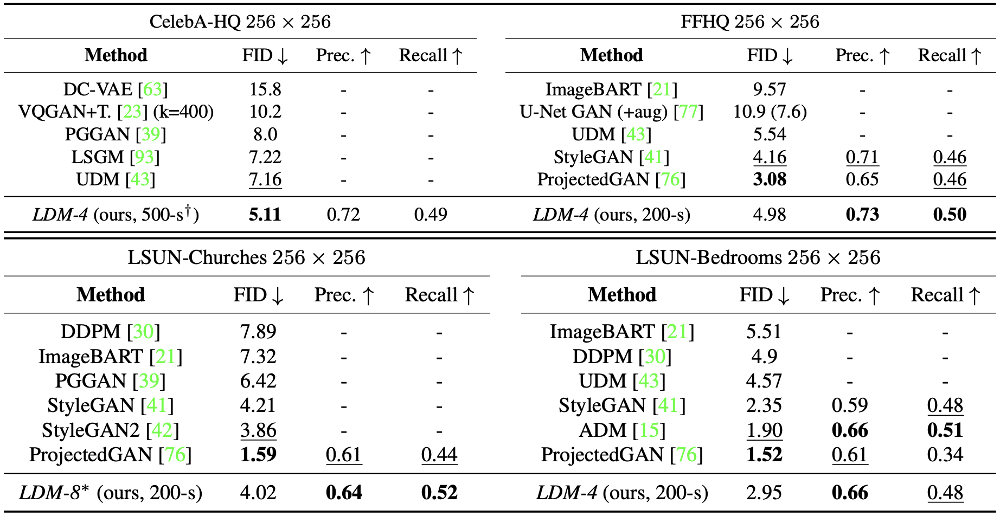 CelebA-HQ 256 × 256
Method FID ↓ Prec. ↑ Recall ↑
DC-VAE [63] 15.8 - -
VQGAN+T. [23] (k=400) 10.2 - -
PGGAN [39] 8.0 - -
LSGM [93] 7.22 - -
UDM [43] 7.16 - -
LDM-4 (ours, 500-s†) 5.11 0.72 0.49
FFHQ 256 × 256
Method FID ↓ Prec. ↑ Recall ↑
ImageBART [21] 9.57 - -
U-Net GAN (+aug) [77] 10.9 (7.6) - -
UDM [43] 5.54 - -
StyleGAN [41] 4.16 0.71 0.46
ProjectedGAN [76] 3.08 0.65 0.46
LDM-4 (ours, 200-s) 4.98 0.73 0.50
LSUN-Churches 256 × 256
Method FID ↓ Prec. ↑ Recall ↑
DDPM [30] 7.89 - -
ImageBART [21] 7.32 - -
PGGAN [39] 6.42 - -
StyleGAN [41] 4.21 - -
StyleGAN2 [42] 3.86 - -
ProjectedGAN [76] 1.59 0.61 0.44
LDM-8* (ours, 200-s) 4.02 0.64 0.52
LSUN-Bedrooms 256 × 256
Method FID ↓ Prec. ↑ Recall ↑
ImageBART [21] 5.51 - -
DDPM [30] 4.9 - -
UDM [43] 4.57 - -
StyleGAN [41] 2.35 0.59 0.48
ADM [15] 1.90 0.66 0.51
ProjectedGAN [76] 1.52 0.61 0.34
LDM-4 (ours, 200-s) 2.95 0.66 0.48